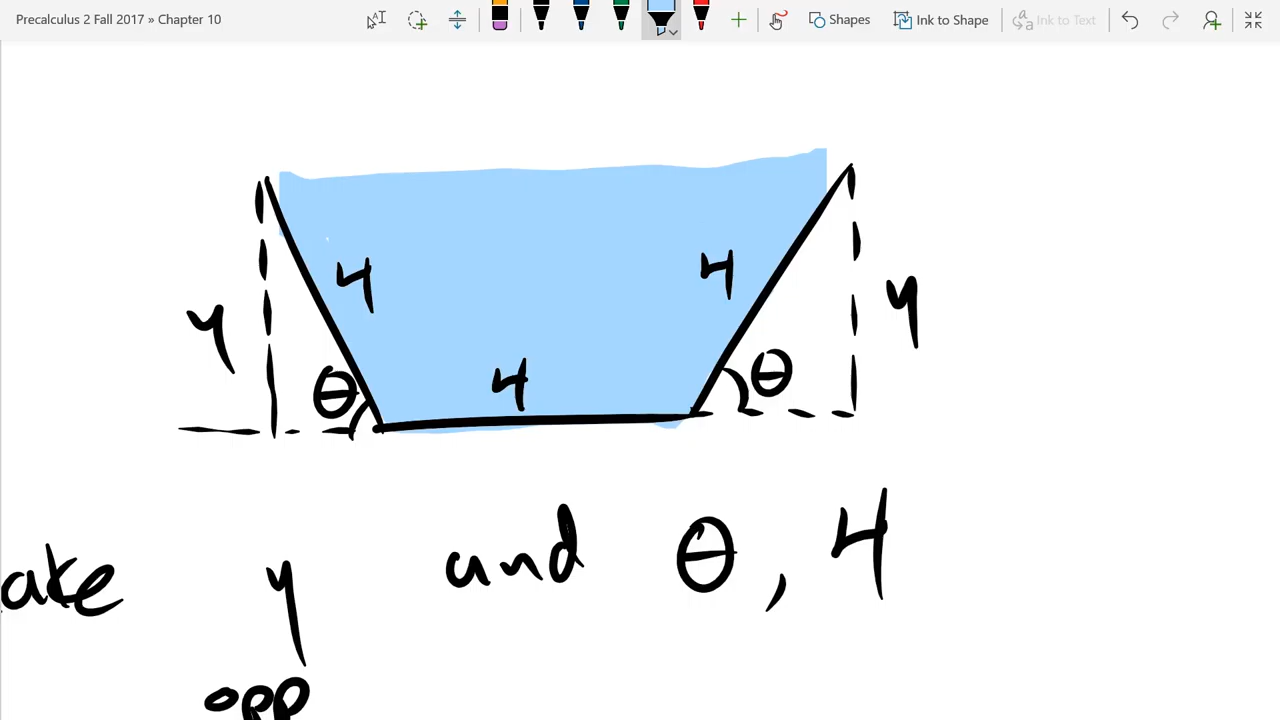 Precalculus 2 Fall 2017 » Chapter 10
Shapes
Ink to Shape
Ink to Text
4
4
y
y
θ
4
θ
ake y and θ, 4
opp